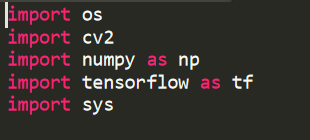 import os
import cv2
import numpy as np
import tensorflow as tf
import sys